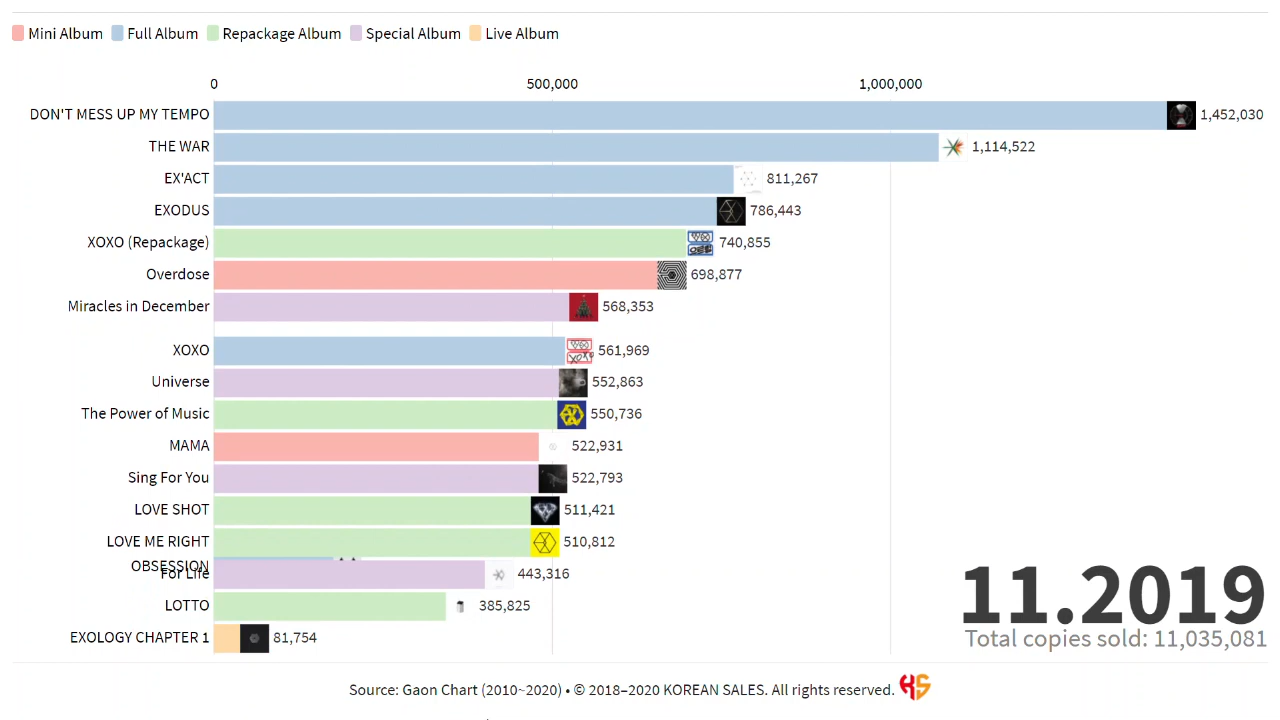 Mini Album Full Album Repackage Album Special Album Live Album
0 500,000 1,000,000
DON'T MESS UP MY TEMPO 1,452,030
THE WAR 1,114,522
EX'ACT 811,267
EXODUS 786,443
XOXO (Repackage) 740,855
Overdose 698,877
Miracles in December 568,353
XOXO 561,969
Universe 552,863
The Power of Music 550,736
MAMA 522,931
Sing For You 522,793
LOVE SHOT 511,421
LOVE ME RIGHT 510,812
OBSESSION
For Life 443,316
LOTTO 385,825
EXOLOGY CHAPTER 1 81,754
11.2019
Total copies sold: 11,035,081
Source: Gaon Chart (2010~2020) • © 2018–2020 KOREAN SALES. All rights reserved. KS